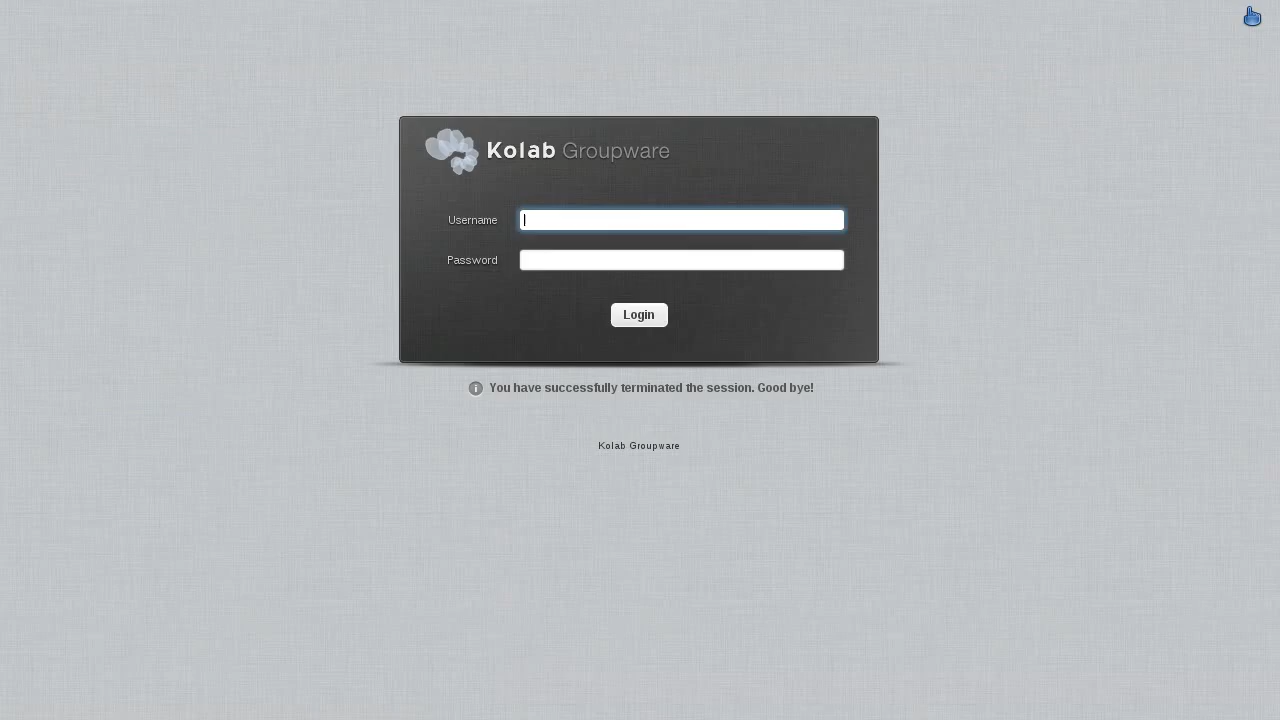 Kolab Groupware
Username
Password
Login
You have successfully terminated the session. Good bye!
Kolab Groupware